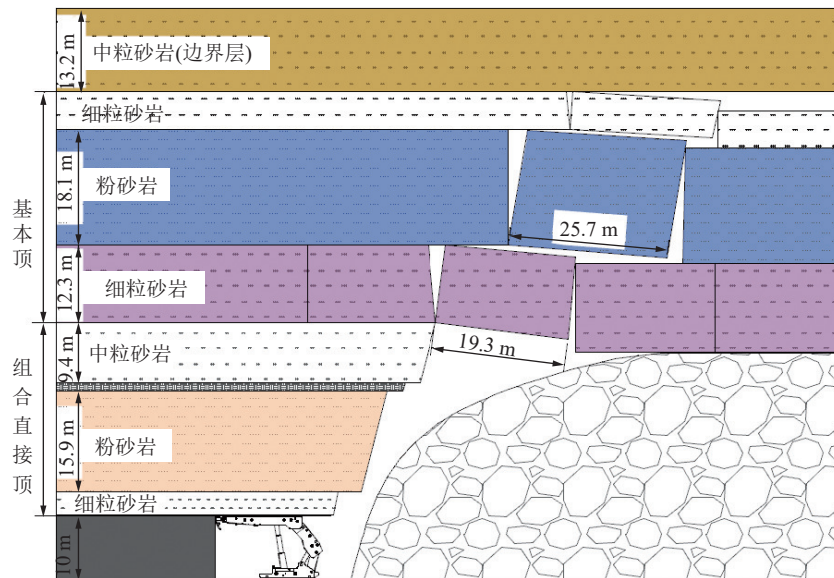 13.2 m
中粒砂岩(边界层)
细粒砂岩
18.1 m
粉砂岩
25.7 m
基本顶
12.3 m
细粒砂岩
9.4 m
中粒砂岩
19.3 m
组合直接顶
15.9 m
粉砂岩
细粒砂岩
10 m